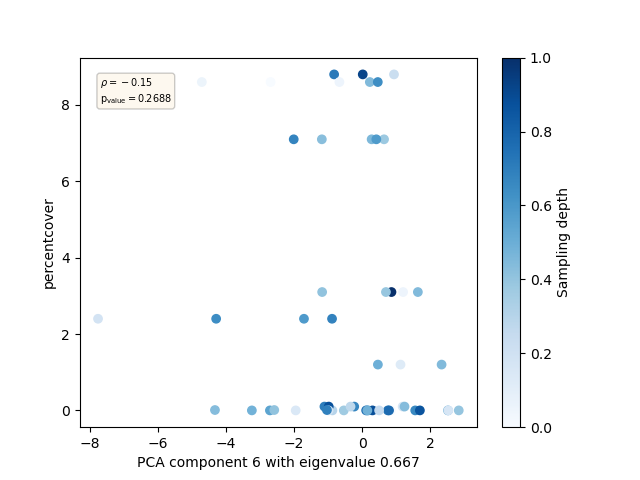 ρ = −0.15
p_value = 0.2688
percentcover
8
6
4
2
0
−8 −6 −4 −2 0 2
PCA component 6 with eigenvalue 0.667
1.0
0.8
0.6
0.4
0.2
0.0
Sampling depth